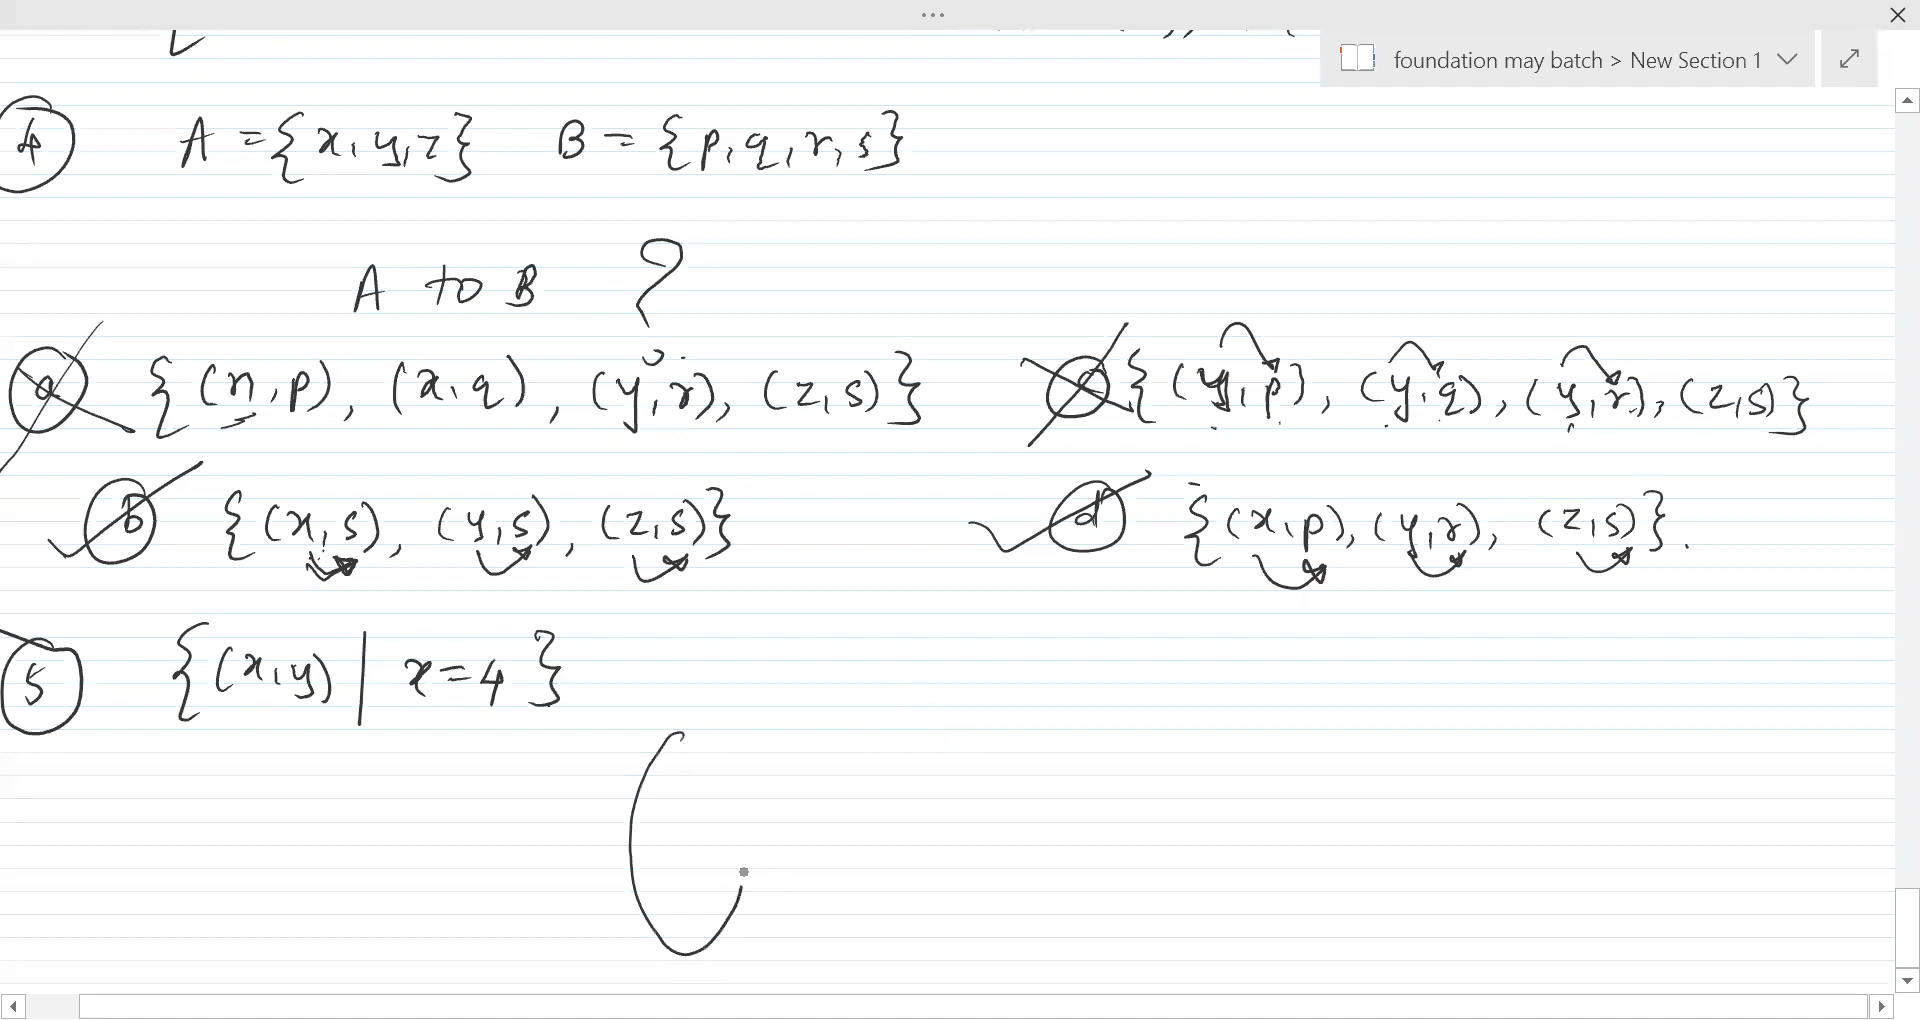 foundation may batch > New Section 1
4 A = {x, y, z} B = {p, q, r, s}
A to B ?
a {(n, p), (x, q), (y, r), (z, s)}
c {(y, p), (y, q), (y, r), (z, s)}
b {(x, s), (y, s), (z, s)}
d {(x, p), (y, r), (z, s)}.
5 {(x, y) | x = 4}